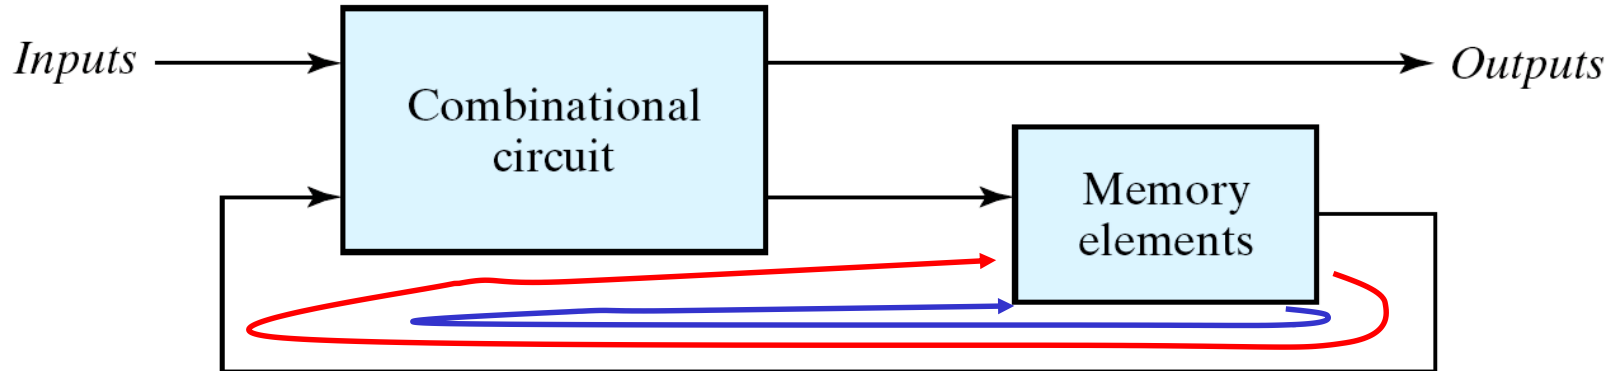 Inputs
Combinational
circuit
Outputs
Memory
elements